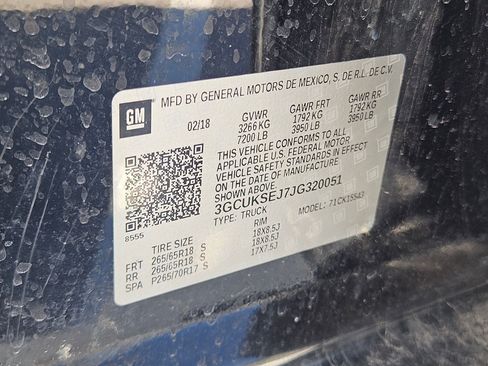 GM
MFD BY GENERAL MOTORS DE MEXICO, S. DE R.L. DE C.V.
02/18 GVWR GAWR FRT GAWR RR
3266 KG 1792 KG 1792 KG
7200 LB 3950 LB 3950 LB
THIS VEHICLE CONFORMS TO ALL
APPLICABLE U.S. FEDERAL MOTOR
VEHICLE SAFETY STANDARDS IN
EFFECT ON THE DATE OF MANUFACTURE
SHOWN ABOVE.
3GCUKSEJ7JG320051
TYPE: TRUCK MODEL: 71CK15543
8555
TIRE SIZE RIM
FRT 265/65R18 S 18X8.5J
RR 265/65R18 S 18X8.5J
SPA P265/70R17 S 17X7.5J